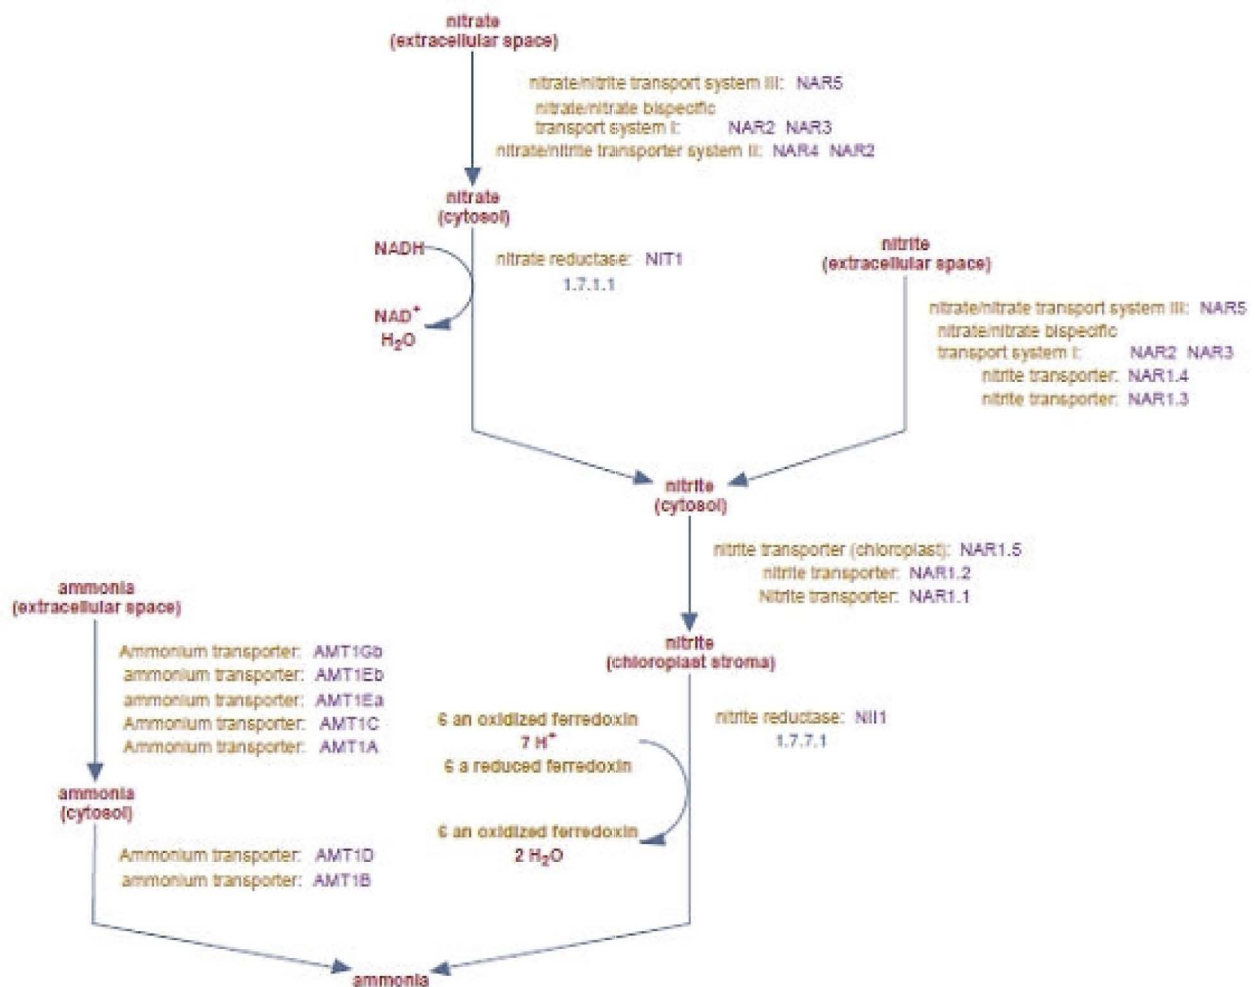 nitrate
(extracellular space)
nitrate/nitrite transport system III: NAR5
nitrate/nitrate bispecific
transport system I: NAR2 NAR3
nitrate/nitrite transporter system II: NAR4 NAR2
nitrate
(cytosol)
NADH
nitrate reductase: NIT1
1.7.1.1
NAD+
H2O
nitrite
(extracellular space)
nitrate/nitrate transport system III: NAR5
nitrate/nitrate bispecific
transport system I: NAR2 NAR3
nitrite transporter: NAR1.4
nitrite transporter: NAR1.3
nitrite
(cytosol)
nitrite transporter (chloroplast): NAR1.5
nitrite transporter: NAR1.2
Nitrite transporter: NAR1.1
nitrite
(chloroplast stroma)
ammonia
(extracellular space)
Ammonium transporter: AMT1Gb
ammonium transporter: AMT1Eb
ammonium transporter: AMT1Ea
Ammonium transporter: AMT1C
Ammonium transporter: AMT1A
6 an oxidized ferredoxin
7 H+
6 a reduced ferredoxin
nitrite reductase: NII1
1.7.7.1
6 an oxidized ferredoxin
2 H2O
ammonia
(cytosol)
Ammonium transporter: AMT1D
ammonium transporter: AMT1B
ammonia